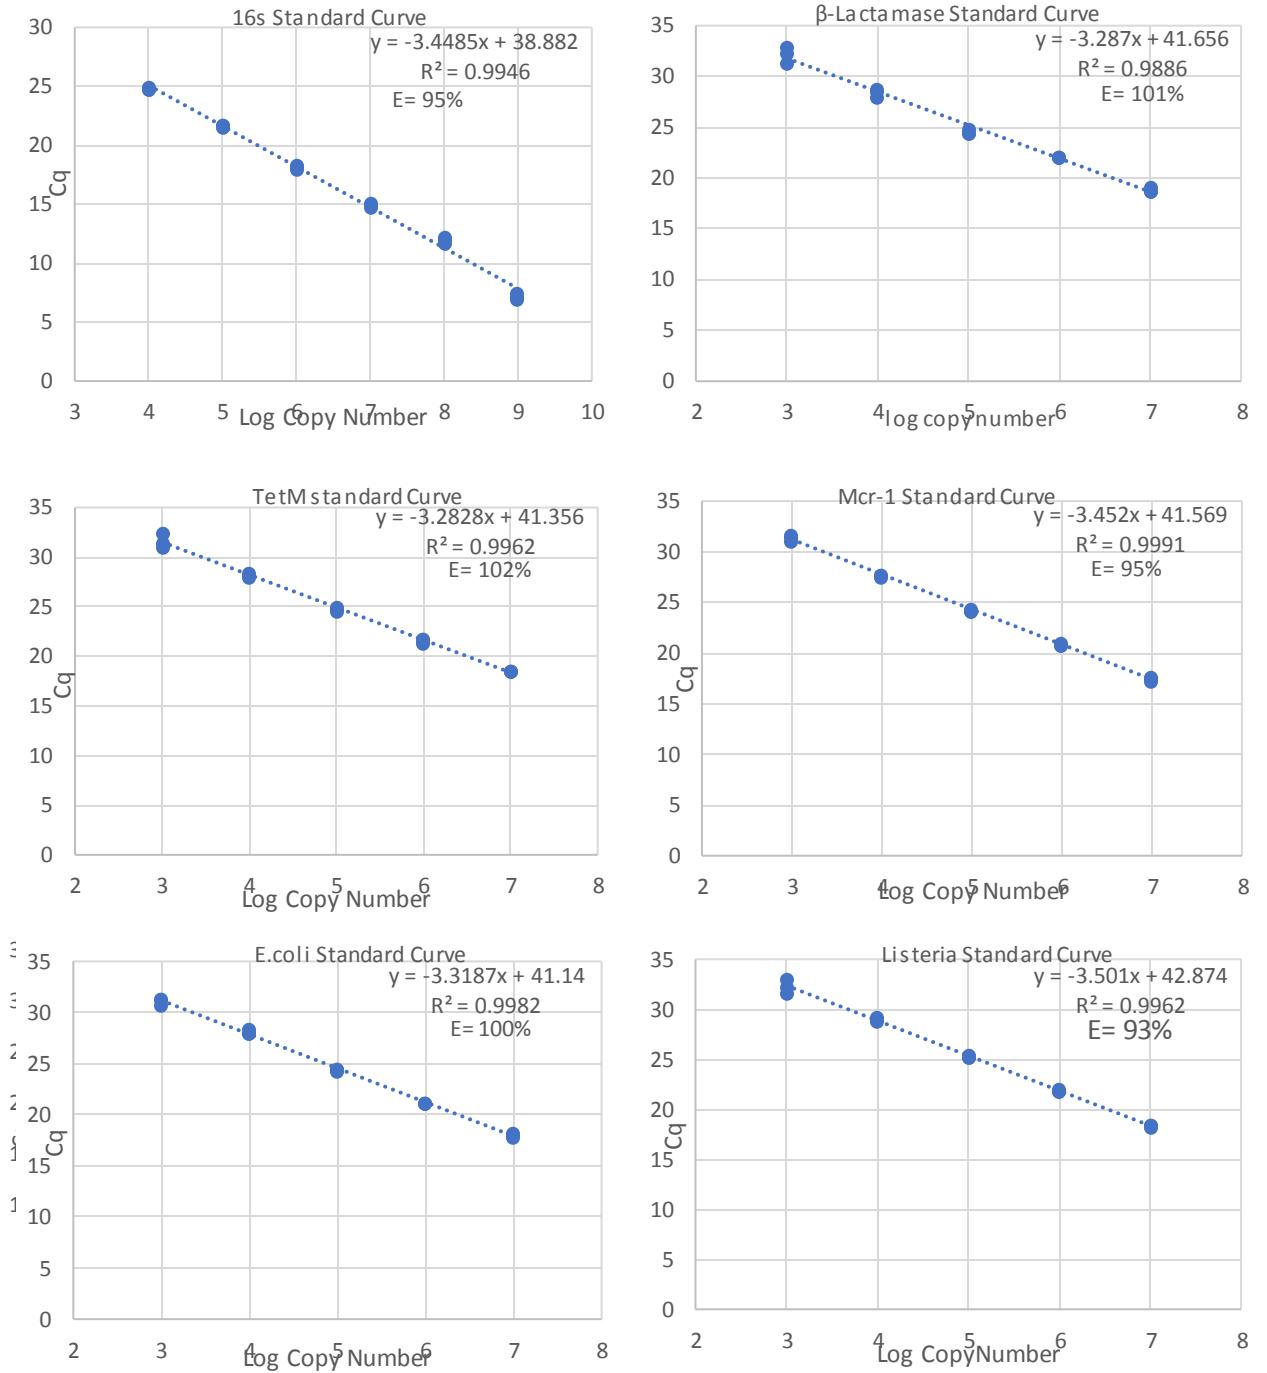 16s Standard Curve
y = -3.4485x + 38.882
R² = 0.9946
E= 95%
30
25
20
15
10
5
0
Cq
3 4 5 6 7 8 9 10
Log Copy Number
β-Lactamase Standard Curve
y = -3.287x + 41.656
R² = 0.9886
E= 101%
35
30
25
20
15
10
5
0
2 3 4 5 6 7 8
log copy number
TetM standard Curve
y = -3.2828x + 41.356
R² = 0.9962
E= 102%
35
30
25
20
15
10
5
0
Cq
2 3 4 5 6 7 8
Log Copy Number
Mcr-1 Standard Curve
y = -3.452x + 41.569
R² = 0.9991
E= 95%
35
30
25
20
15
10
5
0
Cq
2 3 4 5 6 7 8
Log Copy Number
E.coli Standard Curve
y = -3.3187x + 41.14
R² = 0.9982
E= 100%
35
30
25
20
15
10
5
0
Cq
2 3 4 5 6 7 8
Log Copy Number
Listeria Standard Curve
y = -3.501x + 42.874
R² = 0.9962
E= 93%
35
30
25
20
15
10
5
0
Cq
2 3 4 5 6 7 8
Log CopyNumber